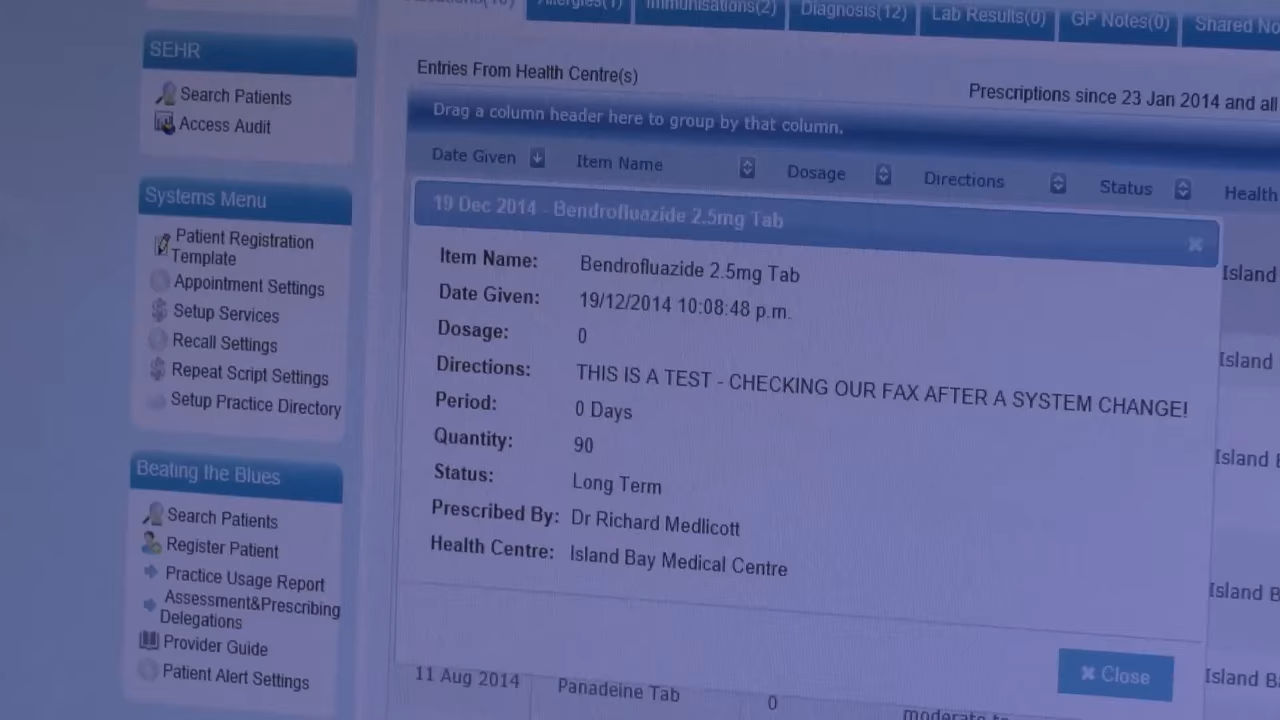 Allergies(1)
Immunisations(2)
Diagnosis(12)
Lab Results(0)
GP Notes(0)
Shared
SEHR
Search Patients
Access Audit
Systems Menu
Patient Registration
Template
Appointment Settings
Setup Services
Recall Settings
Repeat Script Settings
Setup Practice Directory
Beating the Blues
Search Patients
Register Patient
Practice Usage Report
Assessment&Prescribing
Delegations
Provider Guide
Patient Alert Settings
Entries From Health Centre(s)
Prescriptions since 23 Jan 2014 and all
Drag a column header here to group by that column.
Date Given Item Name Dosage Directions Status Health
19 Dec 2014 - Bendrofluazide 2.5mg Tab
Item Name: Bendrofluazide 2.5mg Tab
Date Given: 19/12/2014 10:08:48 p.m.
Dosage: 0
Directions: THIS IS A TEST - CHECKING OUR FAX AFTER A SYSTEM CHANGE!
Period: 0 Days
Quantity: 90
Status: Long Term
Prescribed By: Dr Richard Medlicott
Health Centre: Island Bay Medical Centre
Close
Island
Island
Island
Island B
Island B
11 Aug 2014 Panadeine Tab 0 moderate